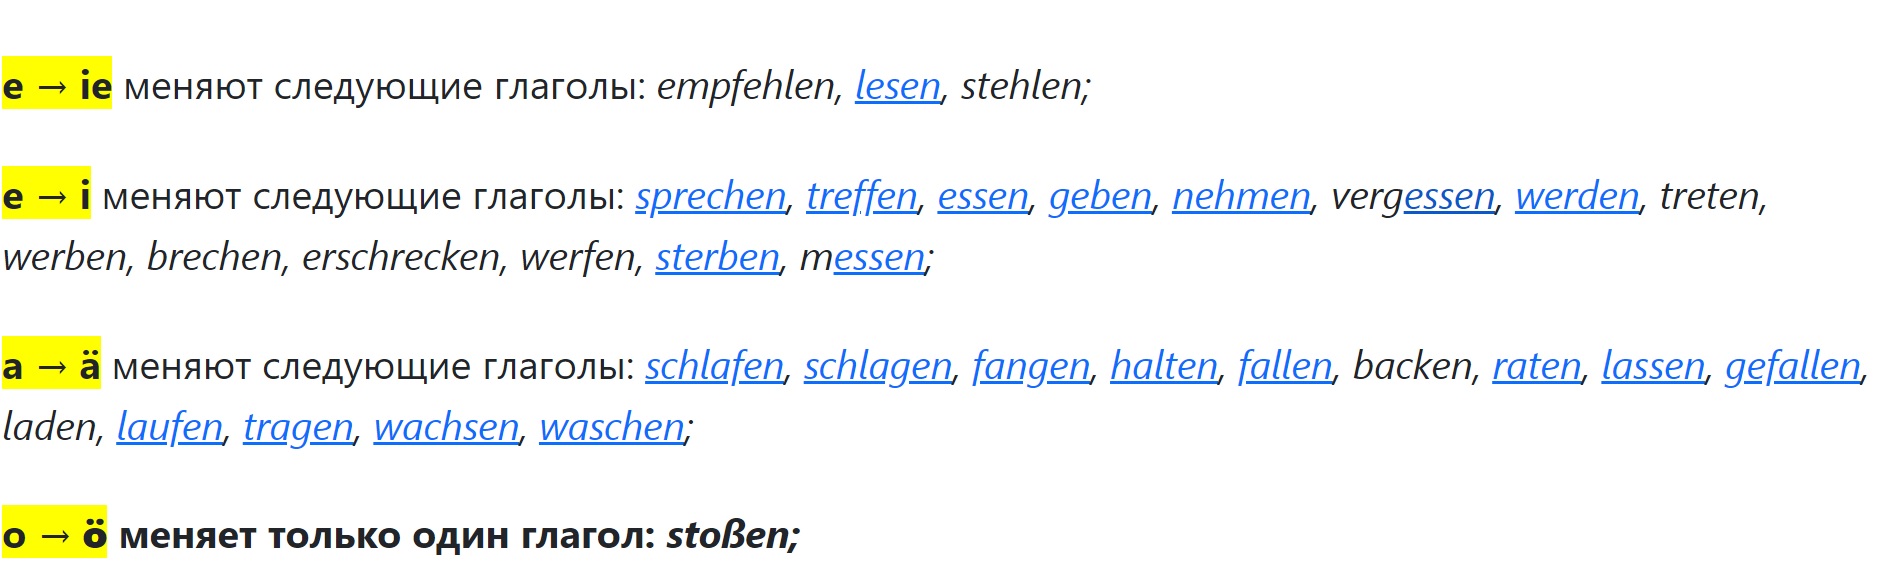 e → ie меняют следующие глаголы: empfehlen, lesen, stehlen;
e → i меняют следующие глаголы: sprechen, treffen, essen, geben, nehmen, vergessen, werden, treten,
werben, brechen, erschrecken, werfen, sterben, messen;
a → ä меняют следующие глаголы: schlafen, schlagen, fangen, halten, fallen, backen, raten, lassen, gefallen,
laden, laufen, tragen, wachsen, waschen;
o → ö меняет только один глагол: stoßen;